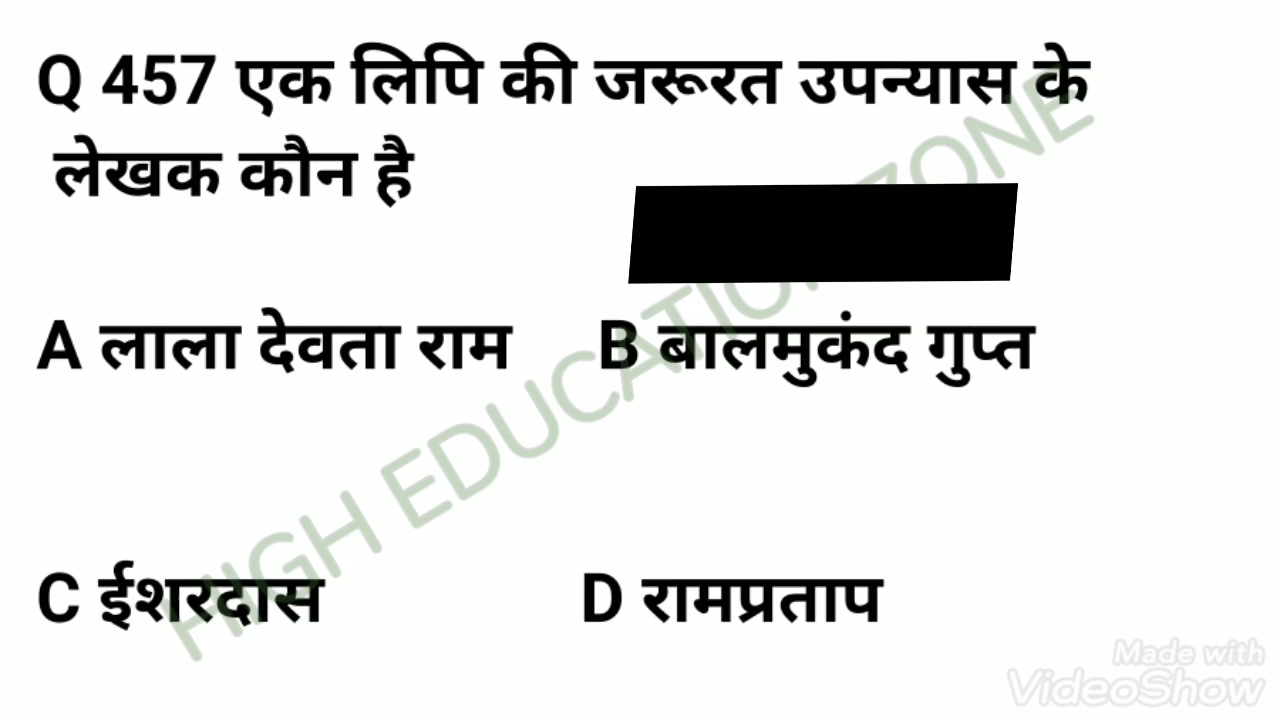 Q 457 एक लिपि की जरूरत उपन्यास के
लेखक कौन है
A लाला देवता राम B बालमुकंद गुप्त
C ईशरदास D रामप्रताप
HIGH EDUCATION ZONE
Made with
VideoShow